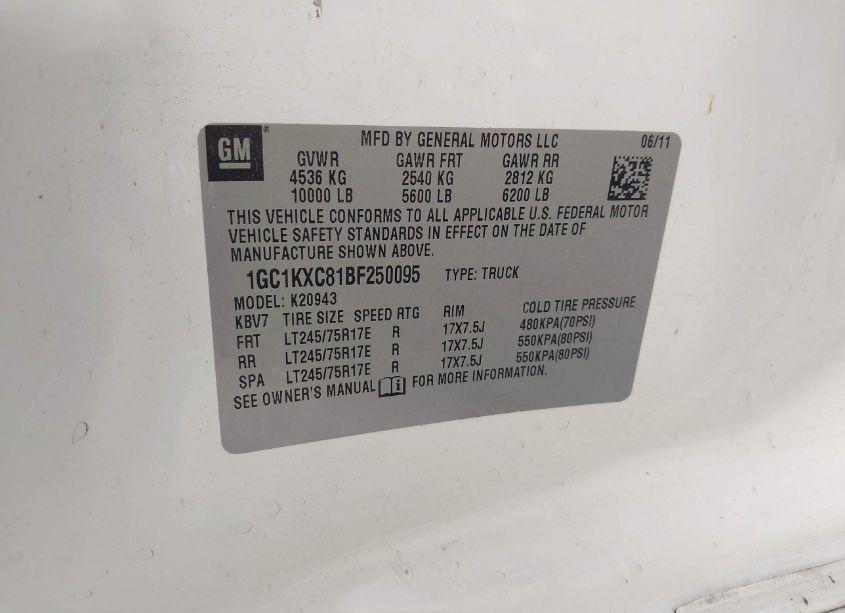 GM®
MFD BY GENERAL MOTORS LLC 06/11
GVWR GAWR FRT GAWR RR
4536 KG 2540 KG 2812 KG
10000 LB 5600 LB 6200 LB
THIS VEHICLE CONFORMS TO ALL APPLICABLE U.S. FEDERAL MOTOR
VEHICLE SAFETY STANDARDS IN EFFECT ON THE DATE OF
MANUFACTURE SHOWN ABOVE.
1GC1KXC81BF250095 TYPE: TRUCK
MODEL: K20943
KBV7 TIRE SIZE SPEED RTG RIM COLD TIRE PRESSURE
FRT LT245/75R17E R 17X7.5J 480KPA(70PSI)
RR LT245/75R17E R 17X7.5J 550KPA(80PSI)
SPA LT245/75R17E R 17X7.5J 550KPA(80PSI)
SEE OWNER'S MANUAL i FOR MORE INFORMATION.